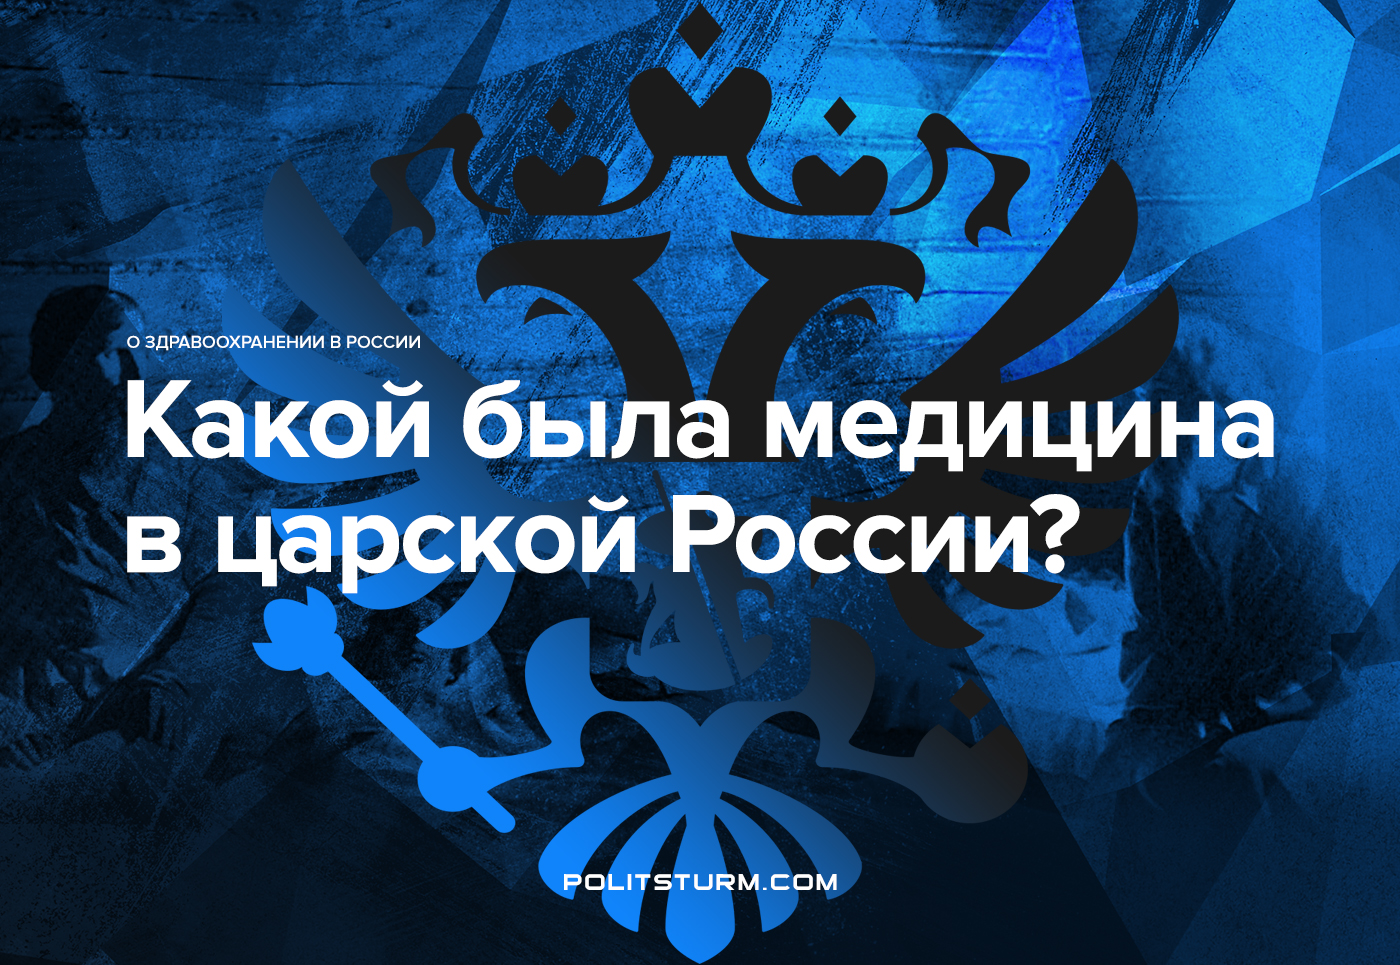 О ЗДРАВООХРАНЕНИИ В РОССИИ
Какой была медицина
в царской России?
POLITSTURM.COM